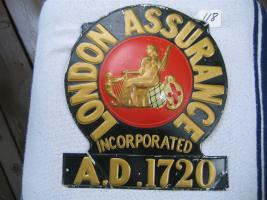 118
LONDON ASSURANCE
INCORPORATED
A.D. 1720